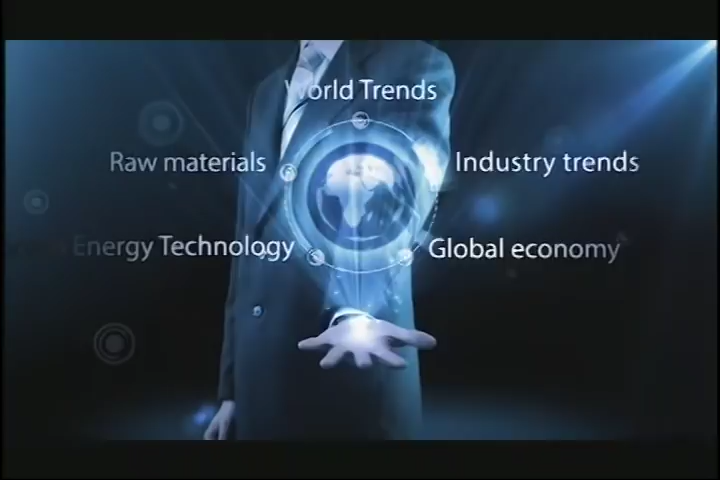 World Trends
Raw materials
Industry trends
Energy Technology
Global economy